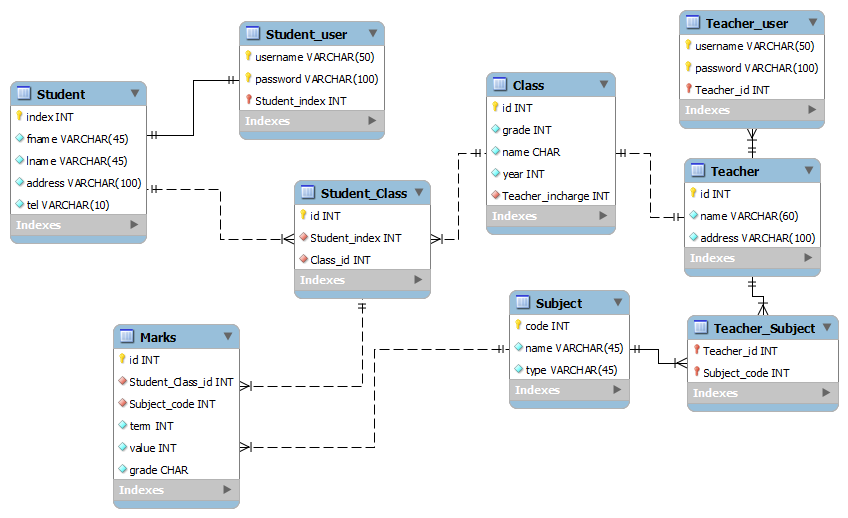 Student
index INT
fname VARCHAR(45)
lname VARCHAR(45)
address VARCHAR(100)
tel VARCHAR(10)
Indexes
Student_user
username VARCHAR(50)
password VARCHAR(100)
Student_index INT
Indexes
Student_Class
id INT
Student_index INT
Class_id INT
Indexes
Class
id INT
grade INT
name CHAR
year INT
Teacher_incharge INT
Indexes
Teacher_user
username VARCHAR(50)
password VARCHAR(100)
Teacher_id INT
Indexes
Teacher
id INT
name VARCHAR(60)
address VARCHAR(100)
Indexes
Marks
id INT
Student_Class_id INT
Subject_code INT
term INT
value INT
grade CHAR
Indexes
Subject
code INT
name VARCHAR(45)
type VARCHAR(45)
Indexes
Teacher_Subject
Teacher_id INT
Subject_code INT
Indexes